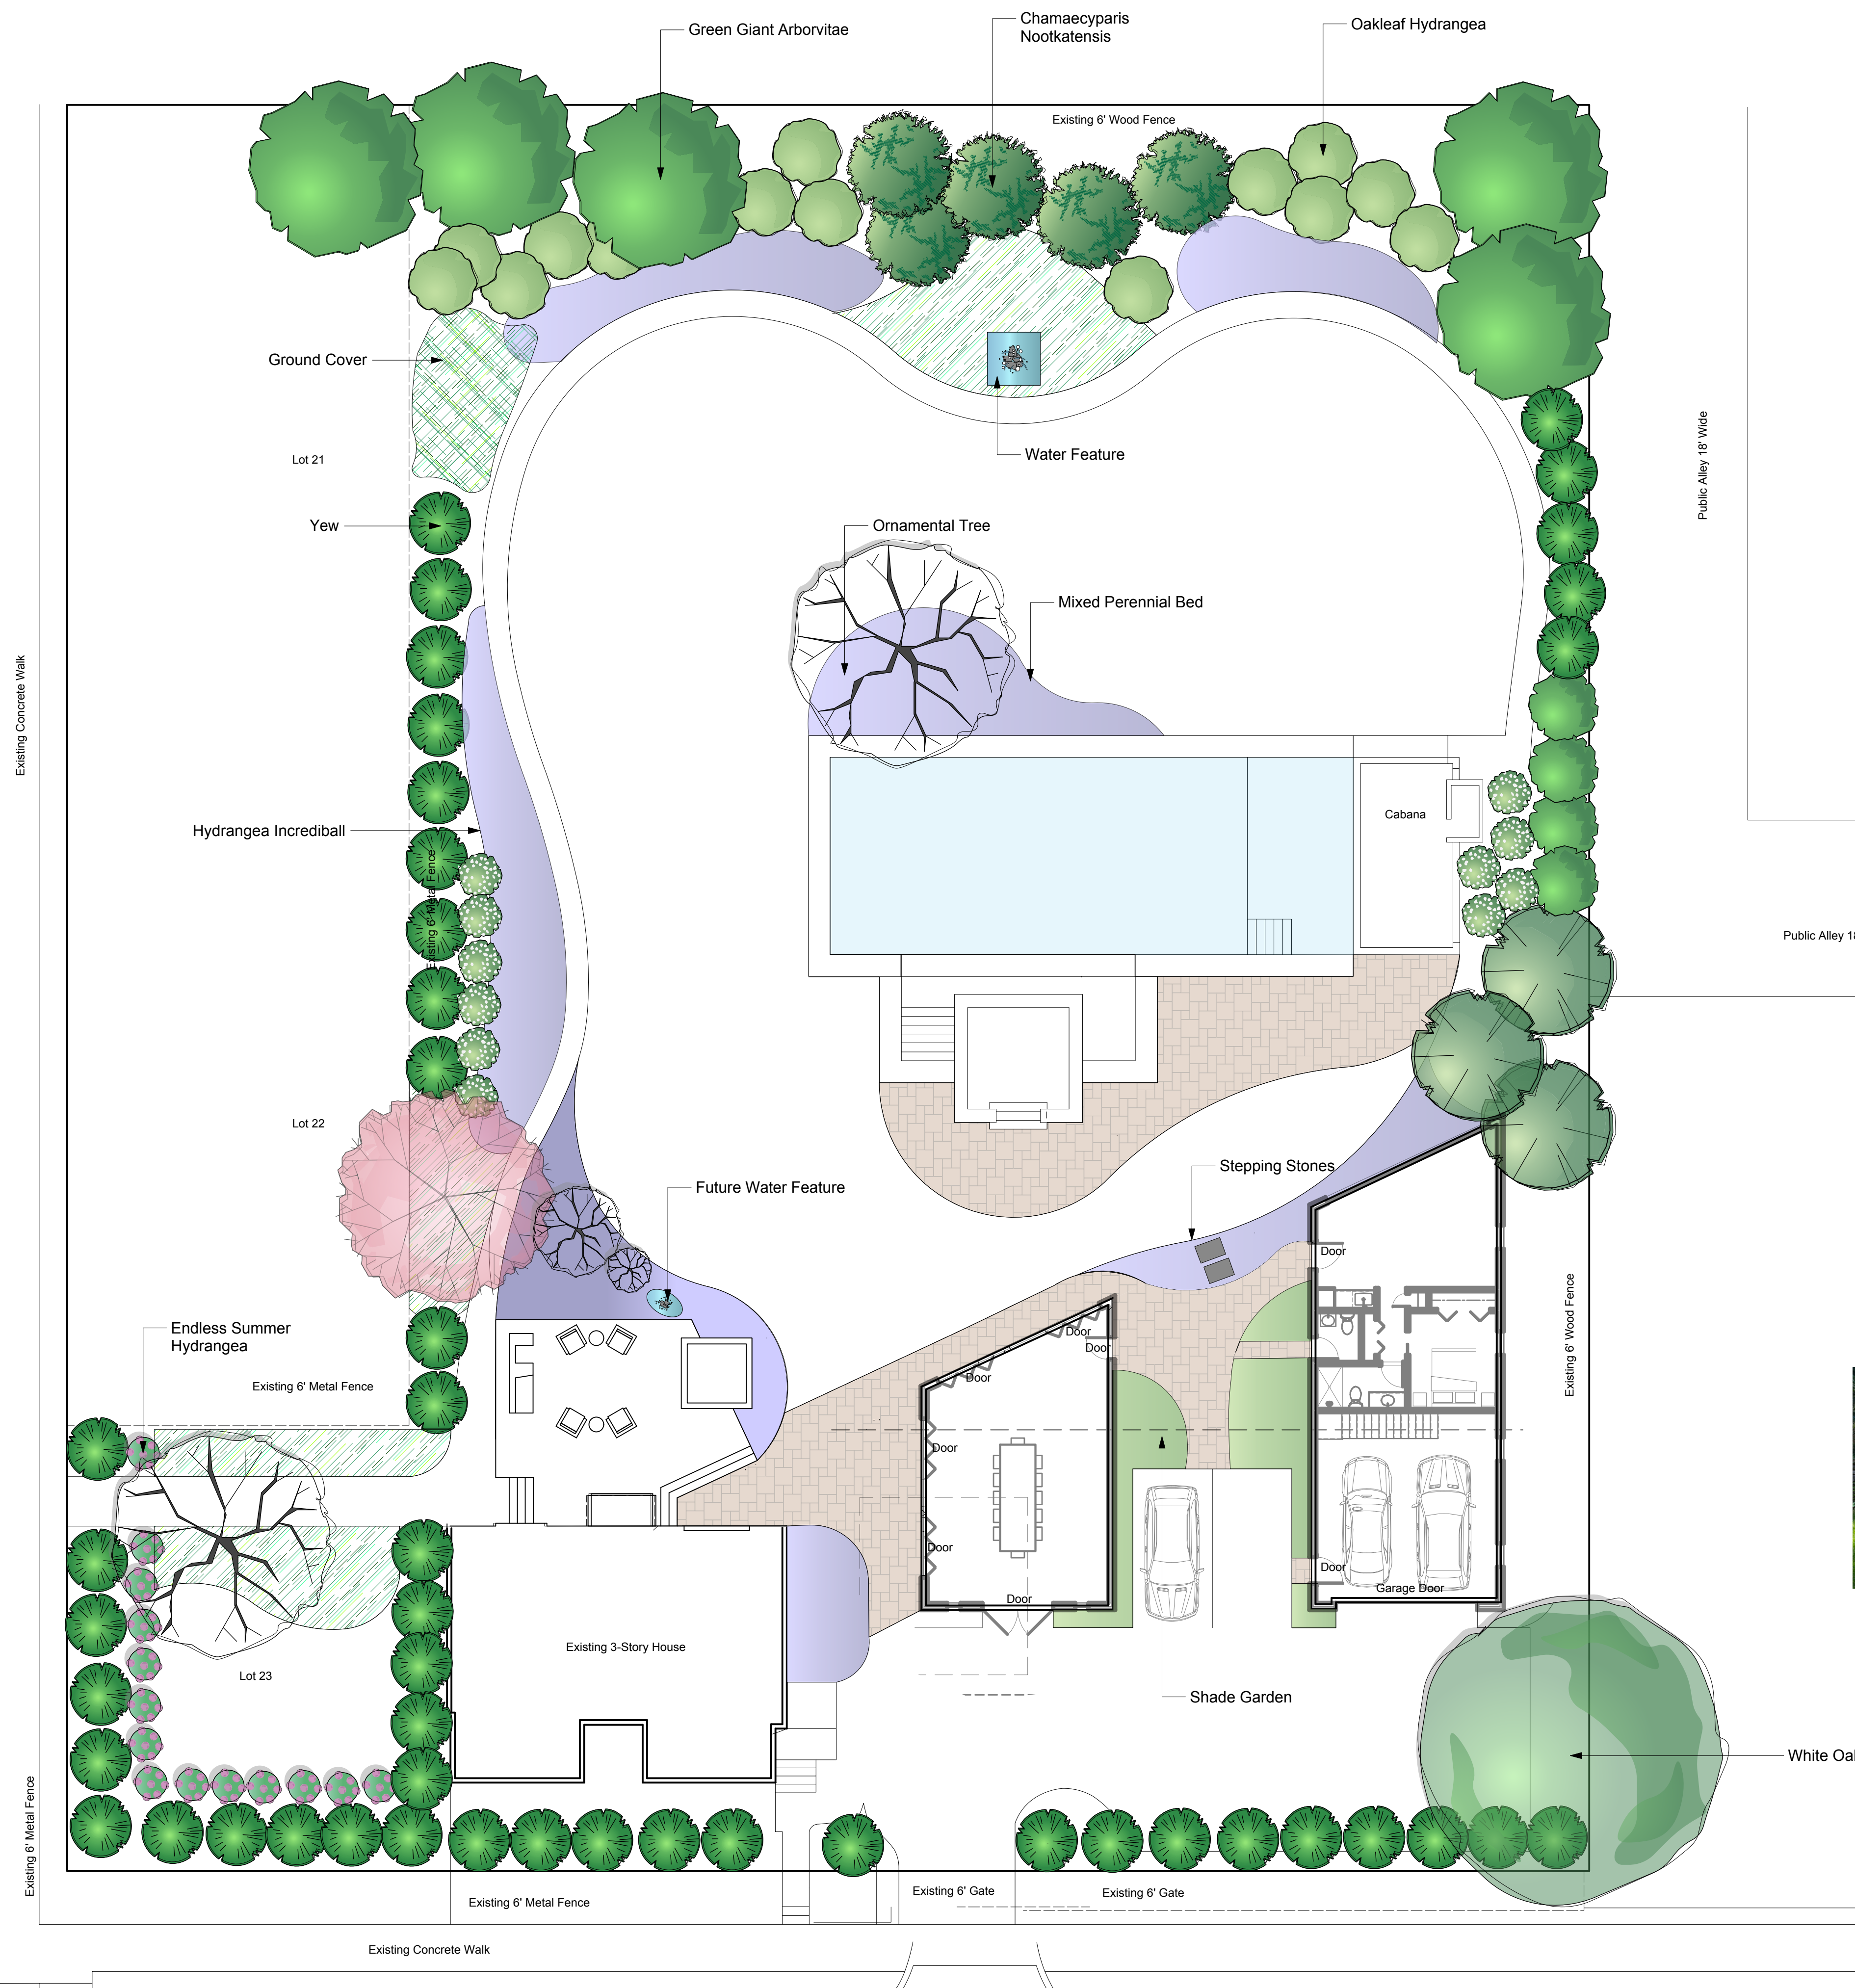 Green Giant Arborvitae
Chamaecyparis
Nootkatensis
Oakleaf Hydrangea
Existing 6' Wood Fence
Ground Cover
Water Feature
Lot 21
Public Alley 18' Wide
Yew
Ornamental Tree
Mixed Perennial Bed
Existing Concrete Walk
Hydrangea Incrediball
Cabana
Existing 6' Metal Fence
Public Alley 18
Lot 22
Stepping Stones
Future Water Feature
Door
Endless Summer
Hydrangea
Door
Door
Existing 6' Wood Fence
Existing 6' Metal Fence
Door
Door
Door
Door
Garage Door
Door
Existing 3-Story House
Lot 23
Shade Garden
White Oa
Existing 6' Metal Fence
Existing 6' Metal Fence
Existing 6' Gate
Existing 6' Gate
Existing Concrete Walk